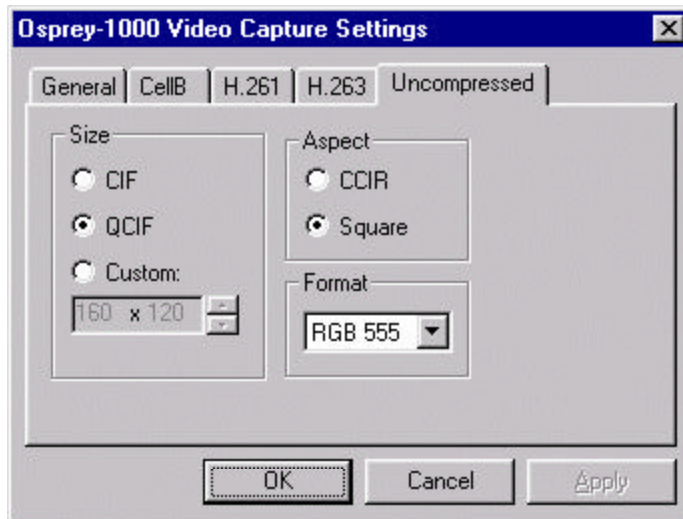 Osprey-1000 Video Capture Settings
General CellB H.261 H.263 Uncompressed
Size
CIF
QCIF
Custom:
160 x 120
Aspect
CCIR
Square
Format
RGB 555
OK Cancel Apply